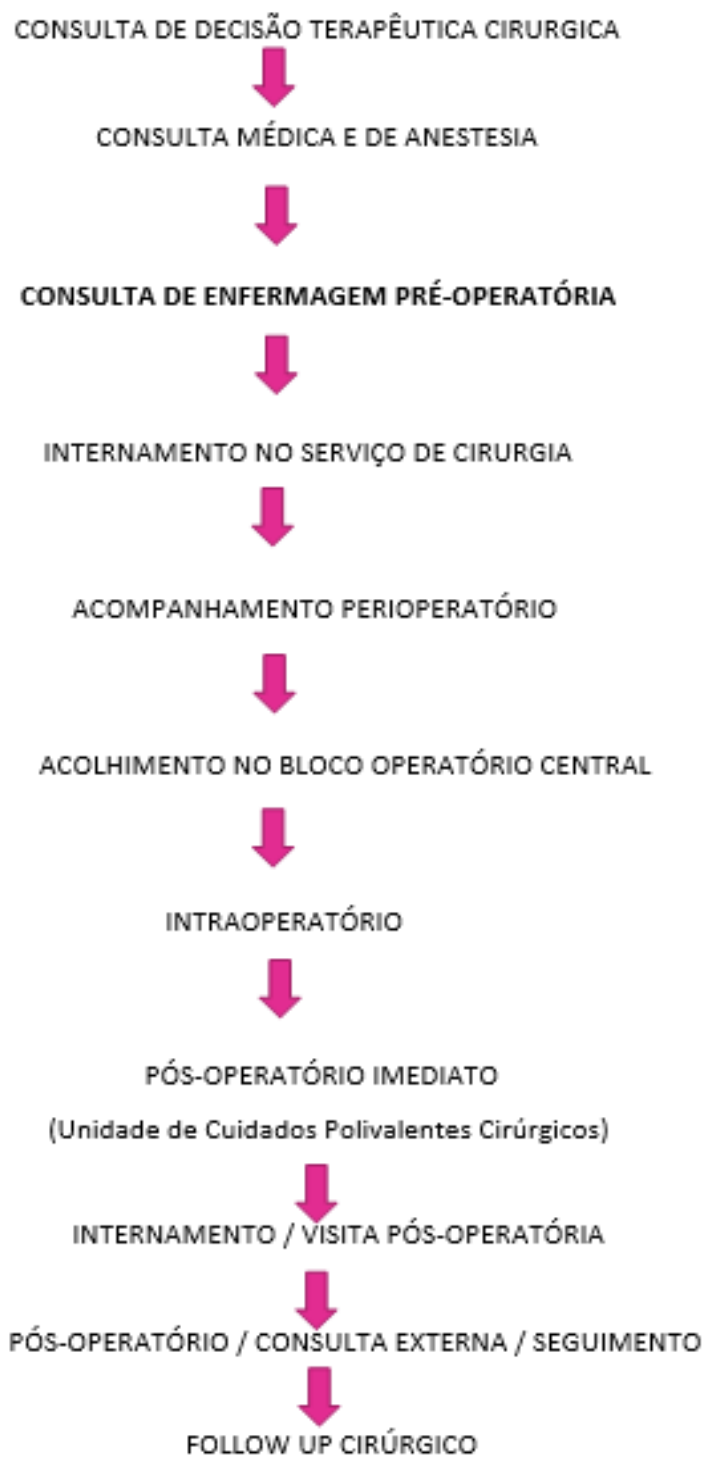 CONSULTA DE DECISÃO TERAPÊUTICA CIRURGICA
CONSULTA MÉDICA E DE ANESTESIA
CONSULTA DE ENFERMAGEM PRÉ-OPERATÓRIA
INTERNAMENTO NO SERVIÇO DE CIRURGIA
ACOMPANHAMENTO PERIOPERATÓRIO
ACOLHIMENTO NO BLOCO OPERATÓRIO CENTRAL
INTRAOPERATÓRIO
PÓS-OPERATÓRIO IMEDIATO
(Unidade de Cuidados Polivalentes Cirúrgicos)
INTERNAMENTO / VISITA PÓS-OPERATÓRIA
PÓS-OPERATÓRIO / CONSULTA EXTERNA / SEGUIMENTO
FOLLOW UP CIRÚRGICO